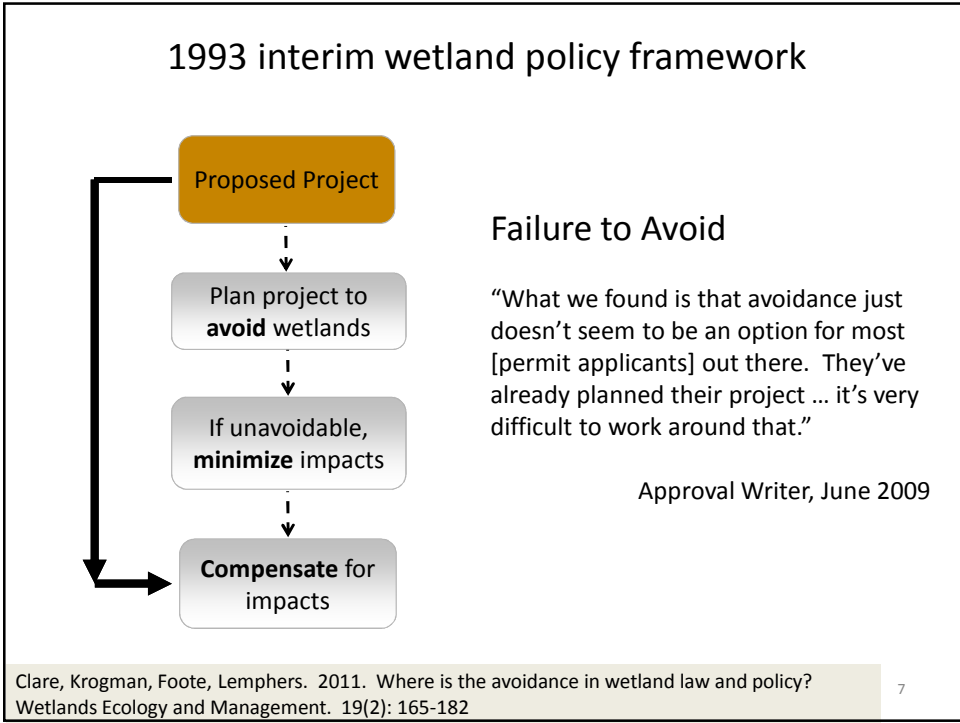 1993 interim wetland policy framework
Proposed Project
Plan project to
avoid wetlands
If unavoidable,
minimize impacts
Compensate for
impacts
Failure to Avoid
“What we found is that avoidance just
doesn’t seem to be an option for most
[permit applicants] out there.  They’ve
already planned their project … it’s very
difficult to work around that.”
Approval Writer, June 2009
Clare, Krogman, Foote, Lemphers.  2011.  Where is the avoidance in wetland law and policy?
Wetlands Ecology and Management.  19(2): 165-182
7